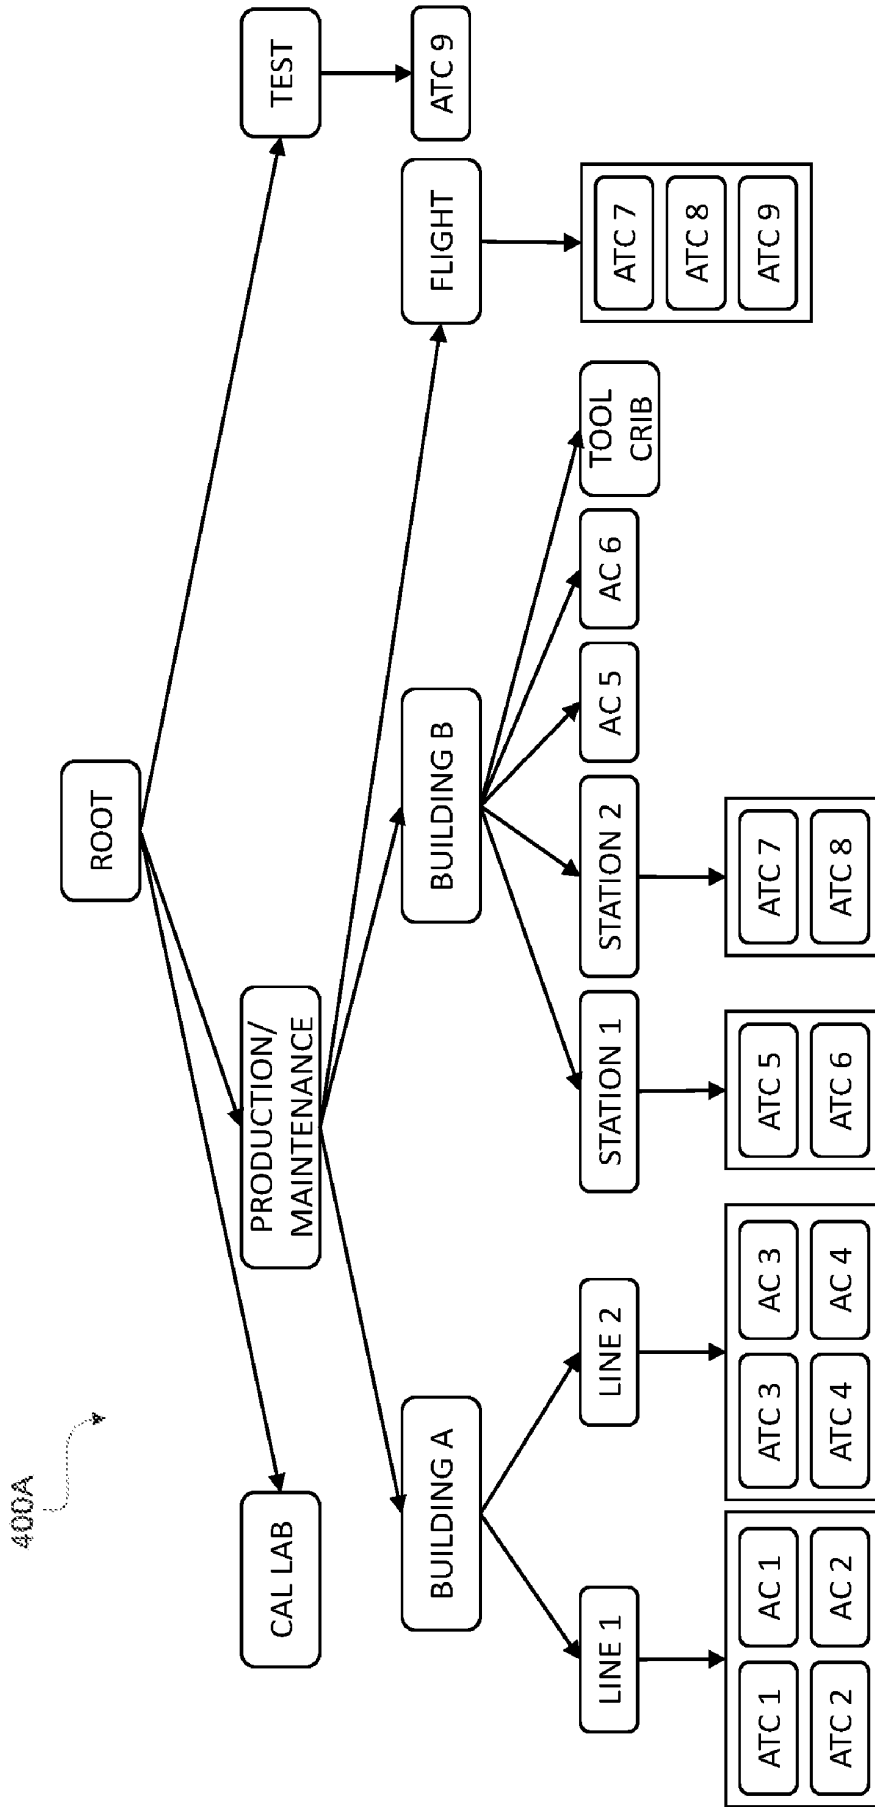 400A
ROOT
CAL LAB
PRODUCTION/
MAINTENANCE
TEST
BUILDING A
BUILDING B
FLIGHT
ATC 9
LINE 1
LINE 2
STATION 1
STATION 2
AC 5
AC 6
TOOL
CRIB
ATC 7
ATC 8
ATC 9
ATC 1
AC 1
ATC 2
AC 2
ATC 3
AC 3
ATC 4
AC 4
ATC 5
ATC 6
ATC 7
ATC 8